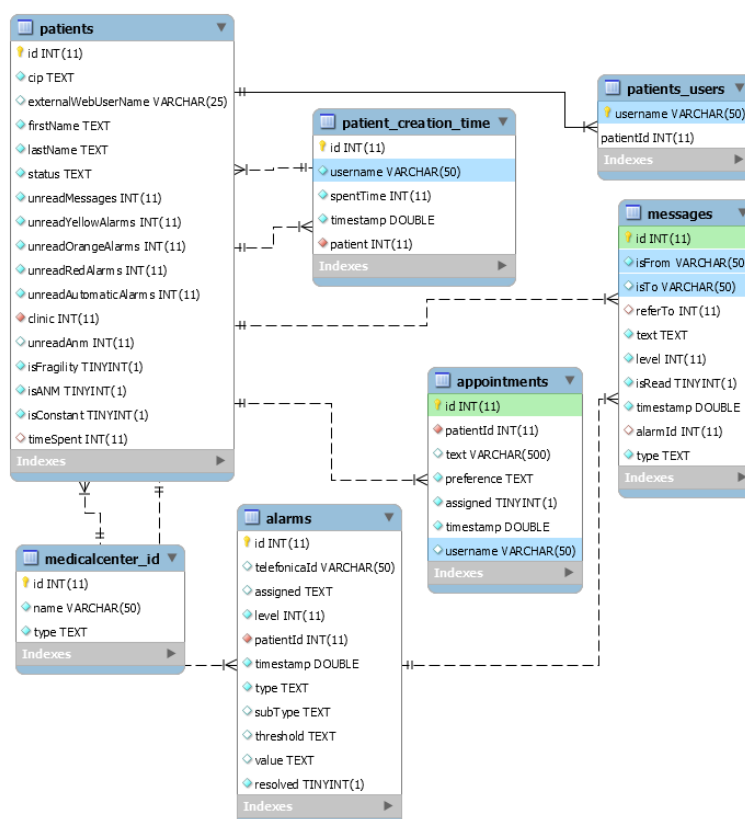 patients
id INT(11)
cip TEXT
externalWebUserName VARCHAR(25)
firstName TEXT
lastName TEXT
status TEXT
unreadMessages INT(11)
unreadYellowAlarms INT(11)
unreadOrangeAlarms INT(11)
unreadRedAlarms INT(11)
unreadAutomaticAlarms INT(11)
clinic INT(11)
unreadAnm INT(11)
isFragility TINYINT(1)
isANM TINYINT(1)
isConstant TINYINT(1)
timeSpent INT(11)
Indexes
patient_creation_time
id INT(11)
username VARCHAR(50)
spentTime INT(11)
timestamp DOUBLE
patient INT(11)
Indexes
patients_users
username VARCHAR(50)
patientId INT(11)
Indexes
messages
id INT(11)
isFrom VARCHAR(50
isTo VARCHAR(50)
referTo INT(11)
text TEXT
level INT(11)
isRead TINYINT(1)
timestamp DOUBLE
alarmId INT(11)
type TEXT
Indexes
appointments
id INT(11)
patientId INT(11)
text VARCHAR(500)
preference TEXT
assigned TINYINT(1)
timestamp DOUBLE
username VARCHAR(50)
Indexes
medicalcenter_id
id INT(11)
name VARCHAR(50)
type TEXT
Indexes
alarms
id INT(11)
telefonicaId VARCHAR(50)
assigned TEXT
level INT(11)
patientId INT(11)
timestamp DOUBLE
type TEXT
subType TEXT
threshold TEXT
value TEXT
resolved TINYINT(1)
Indexes